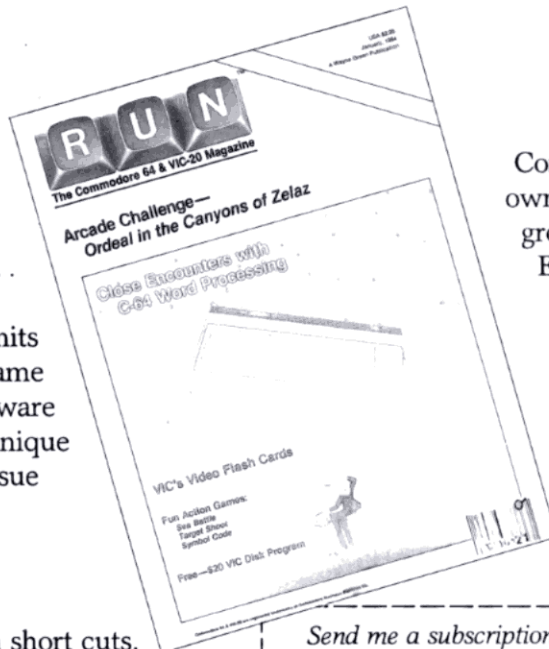 USA $2.95
January, 1984
a Wayne Green Publication
RUN
The Commodore 64 & VIC-20 Magazine
Arcade Challenge—
Ordeal in the Canyons of Zelaz
Close Encounters with
C-64 Word Processing
VIC's Video Flash Cards
Fun Action Games:
Sea Battle
Target Shoot
Symbol Code
Free—$20 VIC Disk Program
Co
own
gre
E
nits
ame
ware
nique
sue
short cuts.
Send me a subscription